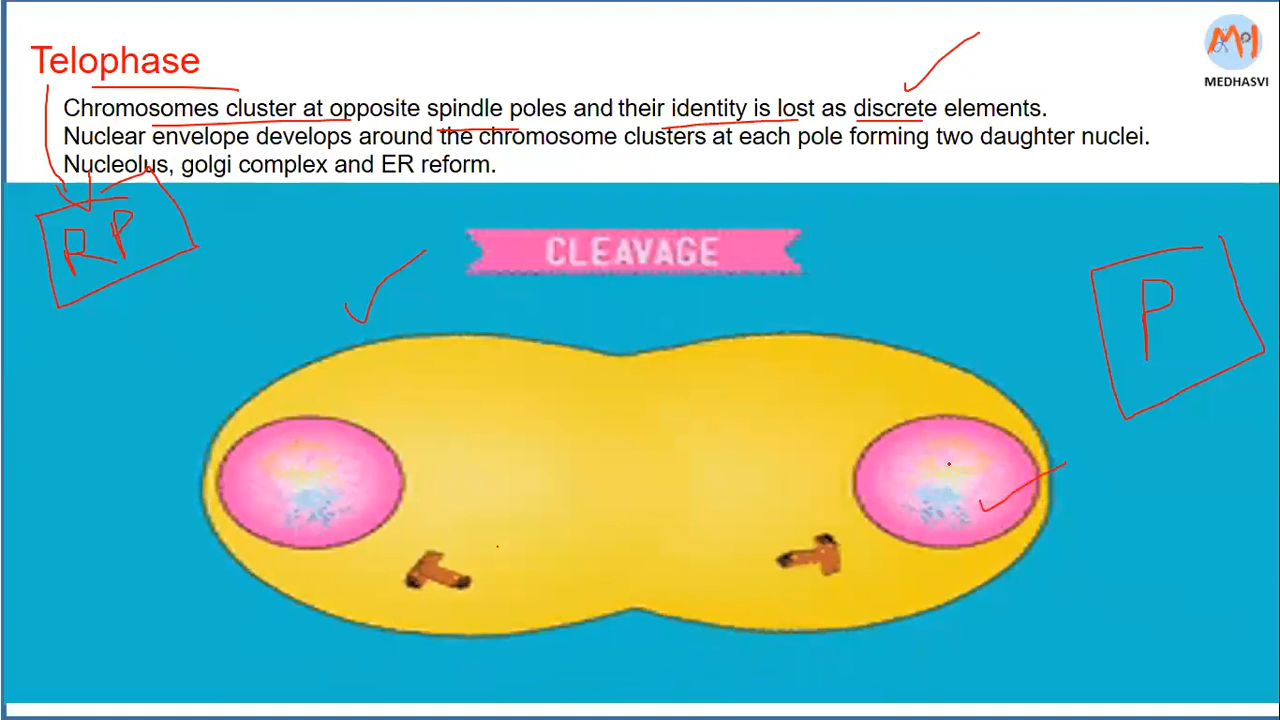 Telophase
MEDHASVI
Chromosomes cluster at opposite spindle poles and their identity is lost as discrete elements.
Nuclear envelope develops around the chromosome clusters at each pole forming two daughter nuclei.
Nucleolus, golgi complex and ER reform.
RP
CLEAVAGE
P